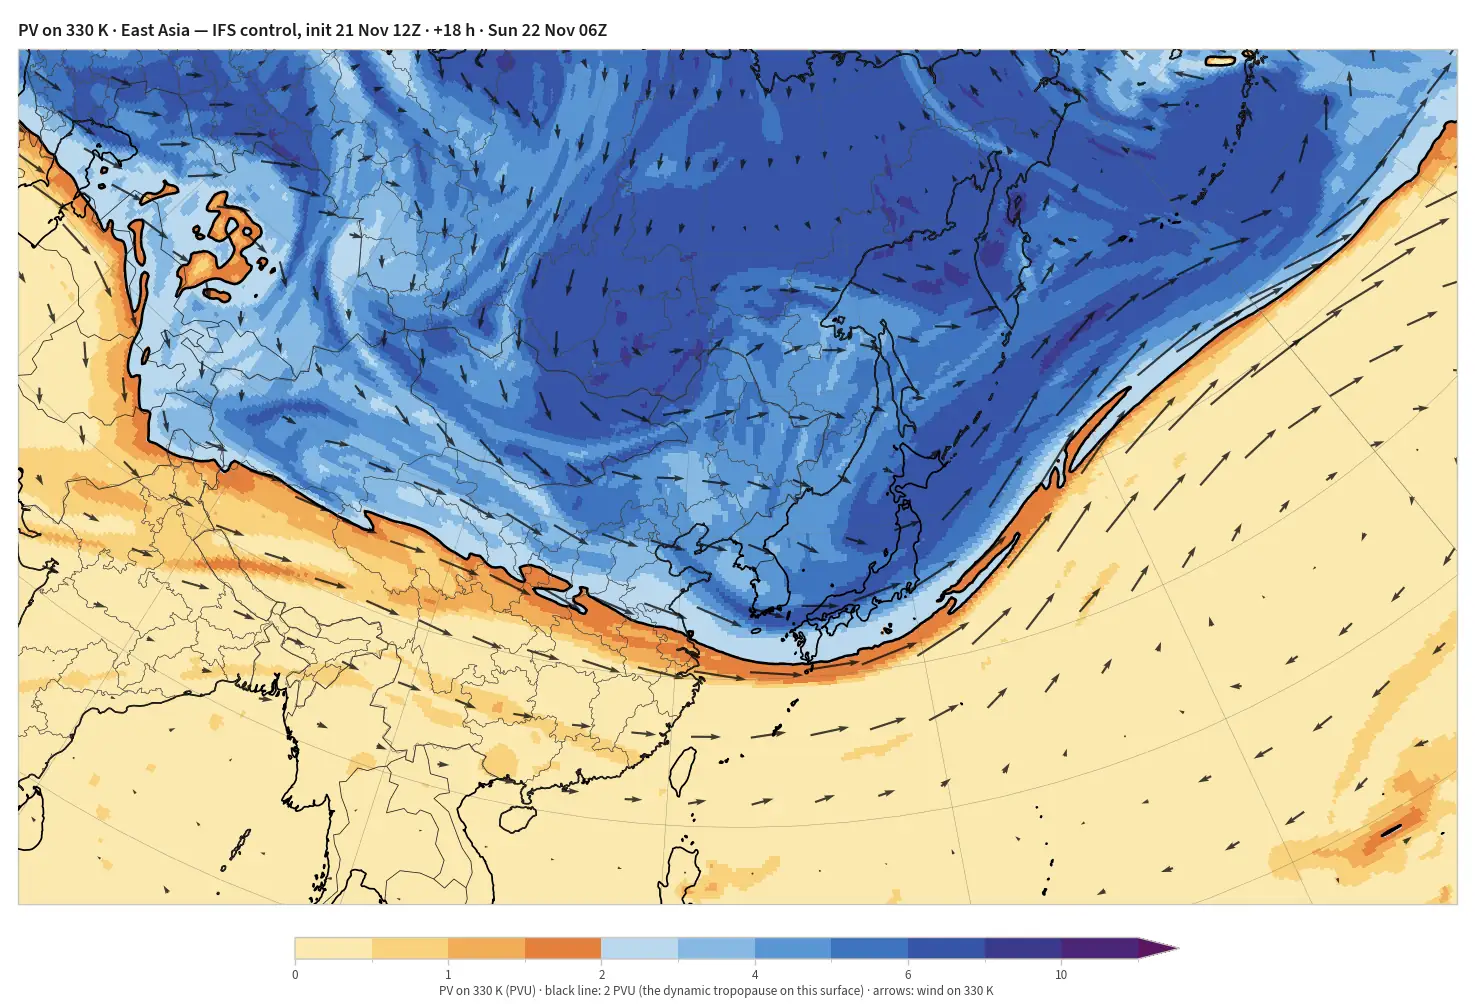 PV on 330 K · East Asia — IFS control, init 21 Nov 12Z · +18 h · Sun 22 Nov 06Z
0 1 2 4 6 10
PV on 330 K (PVU) · black line: 2 PVU (the dynamic tropopause on this surface) · arrows: wind on 330 K